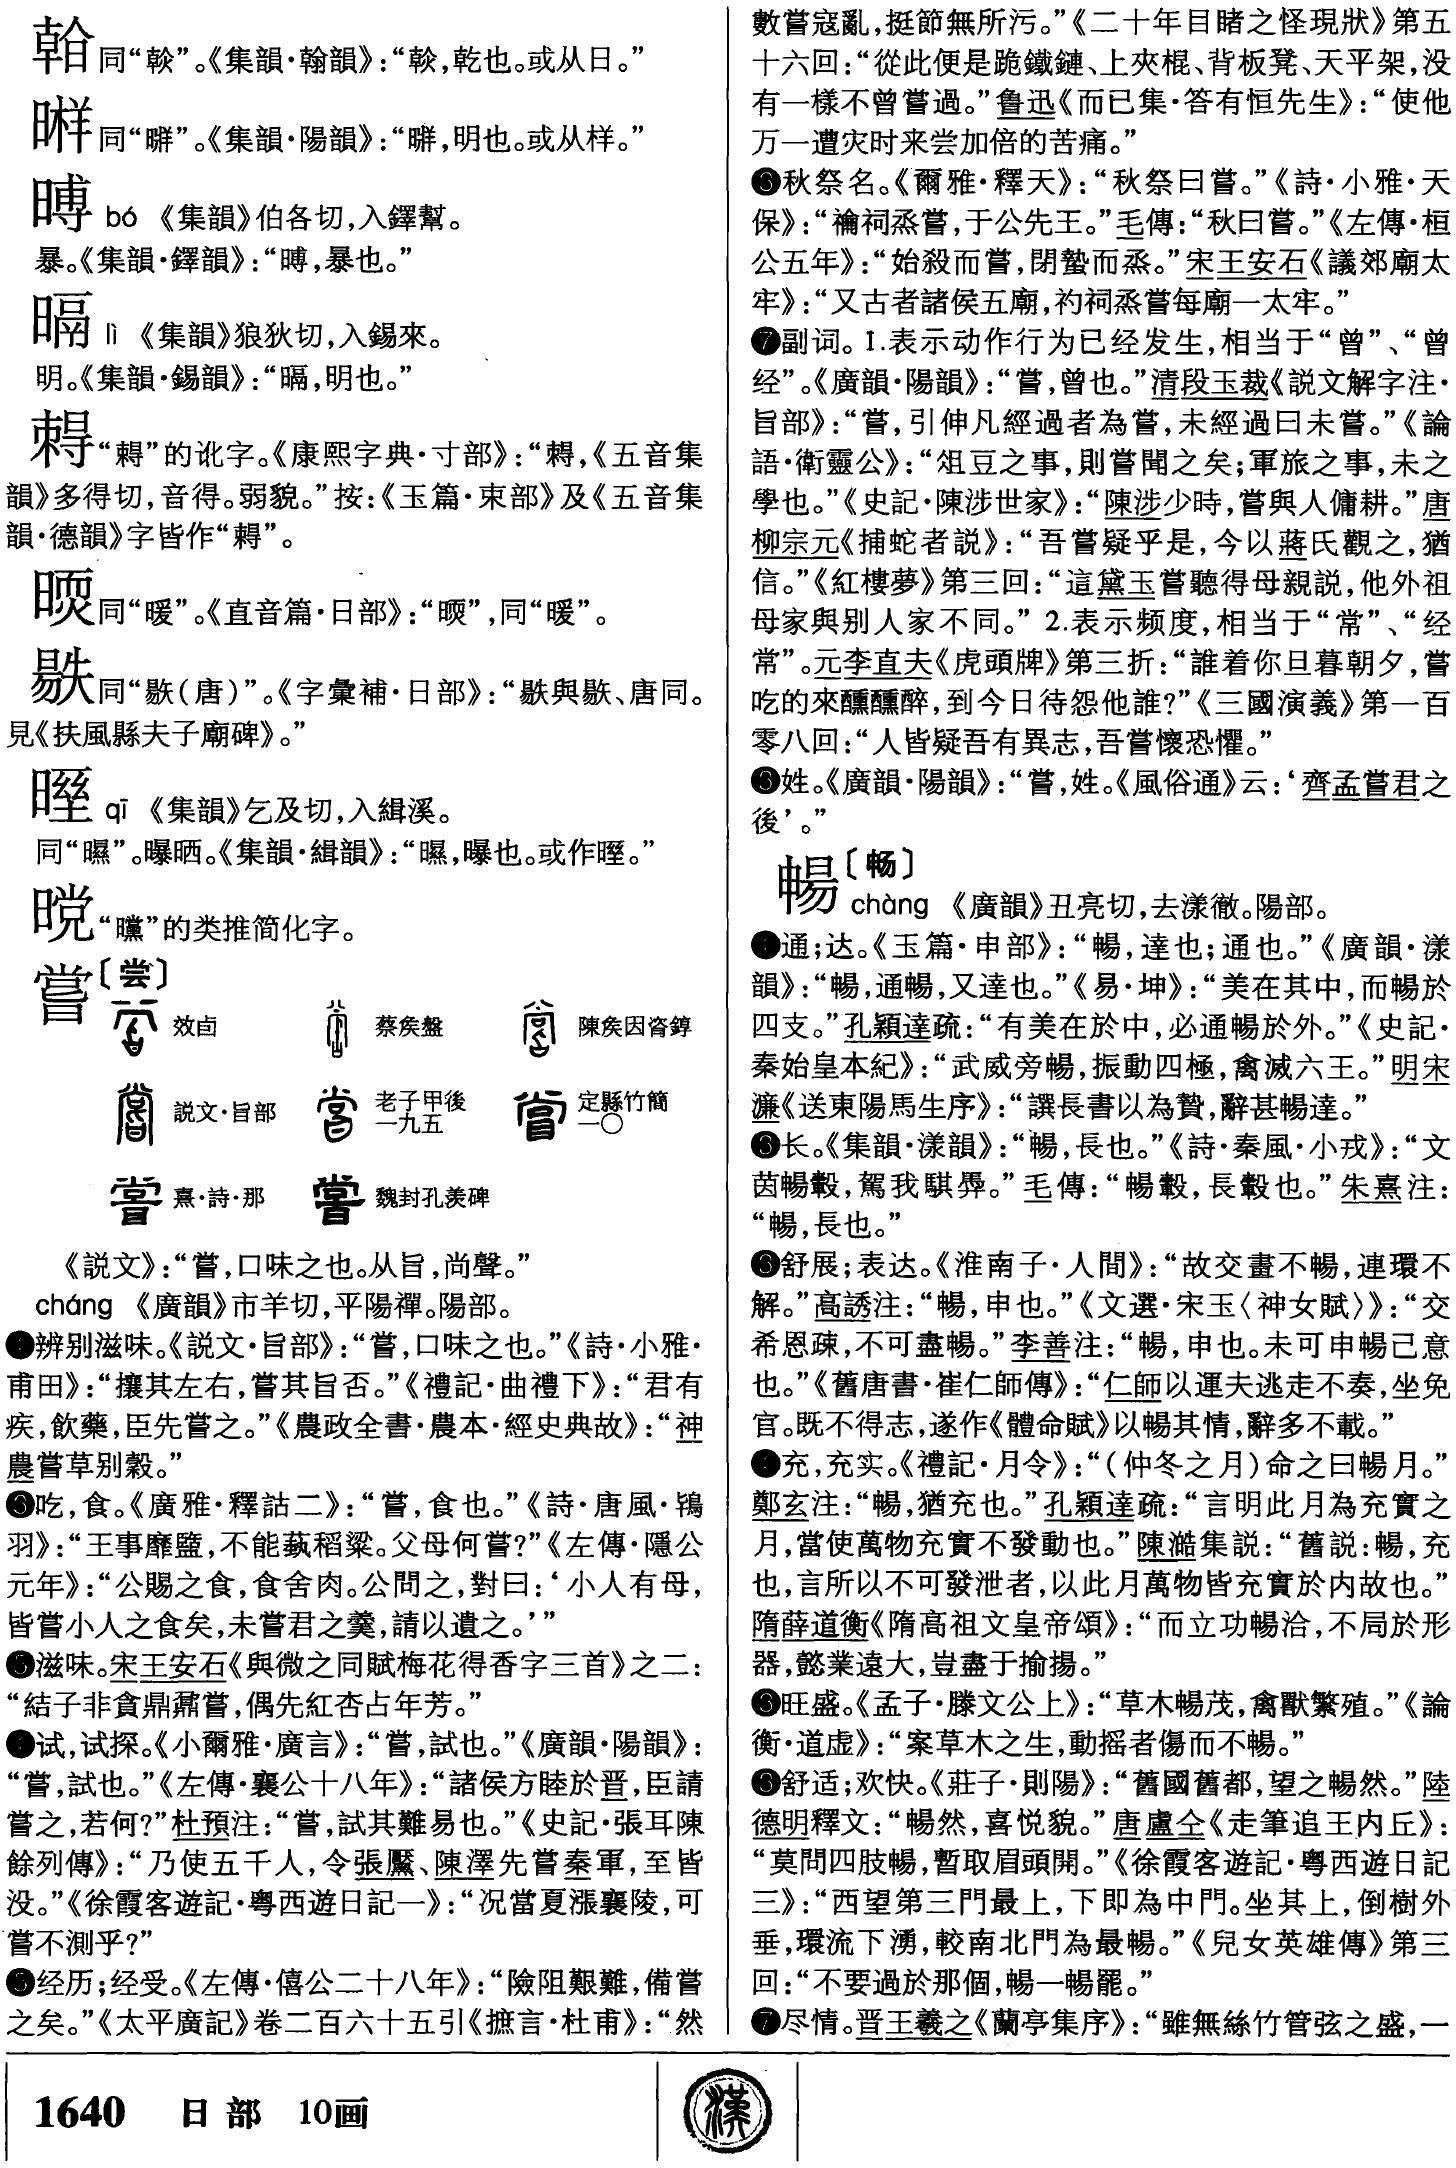 同“㪋”。《集韻·翰韻》：“㪋，乾也。或从日。”
同“㫰”。《集韻·陽韻》：“㫰，明也。或从样。”
㬍 bó 《集韻》伯各切，入鐸幫。
暴。《集韻·鐸韻》：“㬍，暴也。”
㬏 lì 《集韻》狼狄切，入錫來。
明。《集韻·錫韻》：“㬏，明也。”
的讹字。《康熙字典·寸部》：“《五音集
韻》多得切，音得。弱貌。”按：《玉篇·束部》及《五音集
韻·德韻》字皆作
同“暖”。《直音篇·日部》：同“暖”。
同“（唐）”。《字彙補·日部》：“與、唐同。
見《扶風縣夫子廟碑》。”
qī 《集韻》乞及切，入緝溪。
同“㬤”。曝晒。《集韻·緝韻》：“㬤，曝也。或作
“曭”的类推简化字。
嘗〔尝〕
效卣 蔡矦盤 陳矦因𰯼錞
説文·旨部 老子甲後一九五 定縣竹簡一〇
熹·詩·那 魏封孔羨碑
《説文》：“嘗，口味之也。从旨，尚聲。”
cháng 《廣韻》市羊切，平陽禪。陽部。
❶辨别滋味。《説文·旨部》：“嘗，口味之也。”《詩·小雅·
甫田》：“攘其左右，嘗其旨否。”《禮記·曲禮下》：“君有
疾，飲藥，臣先嘗之。”《農政全書·農本·經史典故》：“神
農嘗草别穀。”
❷吃，食。《廣雅·釋詁二》：“嘗，食也。”《詩·唐風·鴇
羽》：“王事靡盬，不能蓺稻粱。父母何嘗？”《左傳·隱公
元年》：“公賜之食，食舍肉。公問之，對曰：‘小人有母，
皆嘗小人之食矣，未嘗君之羹，請以遺之。’”
❸滋味。宋王安石《與微之同賦梅花得香字三首》之二：
“結子非貪鼎鼐嘗，偶先紅杏占年芳。”
❹试，试探。《小爾雅·廣言》：“嘗，試也。”《廣韻·陽韻》：
“嘗，試也。”《左傳·襄公十八年》：“諸侯方睦於晋，臣請
嘗之，若何？”杜預注：“嘗，試其難易也。”《史記·張耳陳
餘列傳》：“乃使五千人，令張黶、陳澤先嘗秦軍，至皆
没。”《徐霞客遊記·粤西遊日記一》：“况當夏漲襄陵，可
嘗不測乎？”
❺经历；经受。《左傳·僖公二十八年》：“險阻艱難，備嘗
之矣。”《太平廣記》卷二百六十五引《摭言·杜甫》：“然
數嘗寇亂，挺節無所污。”《二十年目睹之怪現狀》第五
十六回：“從此便是跪鐵鏈、上夾棍、背板凳、天平架，没
有一樣不曾嘗過。”魯迅《而已集·答有恒先生》：“使他
万一遭灾时来尝加倍的苦痛。”
❻秋祭名。《爾雅·釋天》：“秋祭曰嘗。”《詩·小雅·天
保》：“禴祠烝嘗，于公先王。”毛傳：“秋曰嘗。”《左傳·桓
公五年》：“始殺而嘗，閉蟄而烝。”宋王安石《議郊廟太
牢》：“又古者諸侯五廟，礿祠烝嘗每廟一太牢。”
❼副词。1.表示动作行为已经发生，相当于“曾”、“曾
经”。《廣韻·陽韻》：“嘗，曾也。”清段玉裁《説文解字注·
旨部》：“嘗，引伸凡經過者為嘗，未經過曰未嘗。”《論
語·衛靈公》：“俎豆之事，則嘗聞之矣；軍旅之事，未之
學也。”《史記·陳涉世家》：“陳涉少時，嘗與人傭耕。”唐
柳宗元《捕蛇者説》：“吾嘗疑乎是，今以蔣氏觀之，猶
信。”《紅樓夢》第三回：“這黛玉嘗聽得母親説，他外祖
母家與别人家不同。” 2.表示频度，相当于“常”、“经
常”。元李直夫《虎頭牌》第三折：“誰着你旦暮朝夕，嘗
吃的來醺醺醉，到今日待怨他誰？”《三國演義》第一百
零八回：“人皆疑吾有異志，吾嘗懷恐懼。”
❽姓。《廣韻·陽韻》：“嘗，姓。《風俗通》云：‘齊孟嘗君之
後’。”
暢〔畅〕
chàng 《廣韻》丑亮切，去漾徹。陽部。
❶通；达。《玉篇·申部》：“暢，達也；通也。”《廣韻·漾
韻》：“暢，通暢，又達也。”《易·坤》：“美在其中，而暢於
四支。”孔穎達疏：“有美在於中，必通暢於外。”《史記·
秦始皇本紀》：“武威旁暢，振動四極，禽滅六王。”明宋
濂《送東陽馬生序》：“譔長書以為贄，辭甚暢達。”
❷长。《集韻·漾韻》：“暢，長也。”《詩·秦風·小戎》：“文
茵暢轂，駕我騏馵。”毛傳：“暢轂，長轂也。”朱熹注：
“暢，長也。”
❸舒展；表达。《淮南子·人間》：“故交畫不暢，連環不
解。”高誘注：“暢，申也。”《文選·宋玉〈神女賦〉》：“交
希恩疎，不可盡暢。”李善注：“暢，申也。未可申暢己意
也。”《舊唐書·崔仁師傳》：“仁師以運夫逃走不奏，坐免
官。既不得志，遂作《體命賦》以暢其情，辭多不載。”
❹充，充实。《禮記·月令》：“（仲冬之月）命之曰暢月。”
鄭玄注：“暢，猶充也。”孔穎達疏：“言明此月為充實之
月，當使萬物充實不發動也。”陳澔集説：“舊説：暢，充
也，言所以不可發泄者，以此月萬物皆充實於内故也。”
隋薛道衡《隋高祖文皇帝頌》：“而立功暢洽，不局於形
器，懿業遠大，豈盡于揄揚。”
❺旺盛。《孟子·滕文公上》：“草木暢茂，禽獸繁殖。”《論
衡·道虚》：“案草木之生，動摇者傷而不暢。”
❻舒适；欢快。《莊子·則陽》：“舊國舊都，望之暢然。”陸
德明釋文：“暢然，喜悦貌。”唐盧仝《走筆追王内丘》：
“莫問四肢暢，暫取眉頭開。”《徐霞客遊記·粤西遊日記
三》：“西望第三門最上，下即為中門。坐其上，倒樹外
垂，環流下湧，較南北門為最暢。”《兒女英雄傳》第三
回：“不要過於那個，暢一暢罷。”
❼尽情。晋王羲之《蘭亭集序》：“雖無絲竹管弦之盛，一
1640 日部 10画
漢